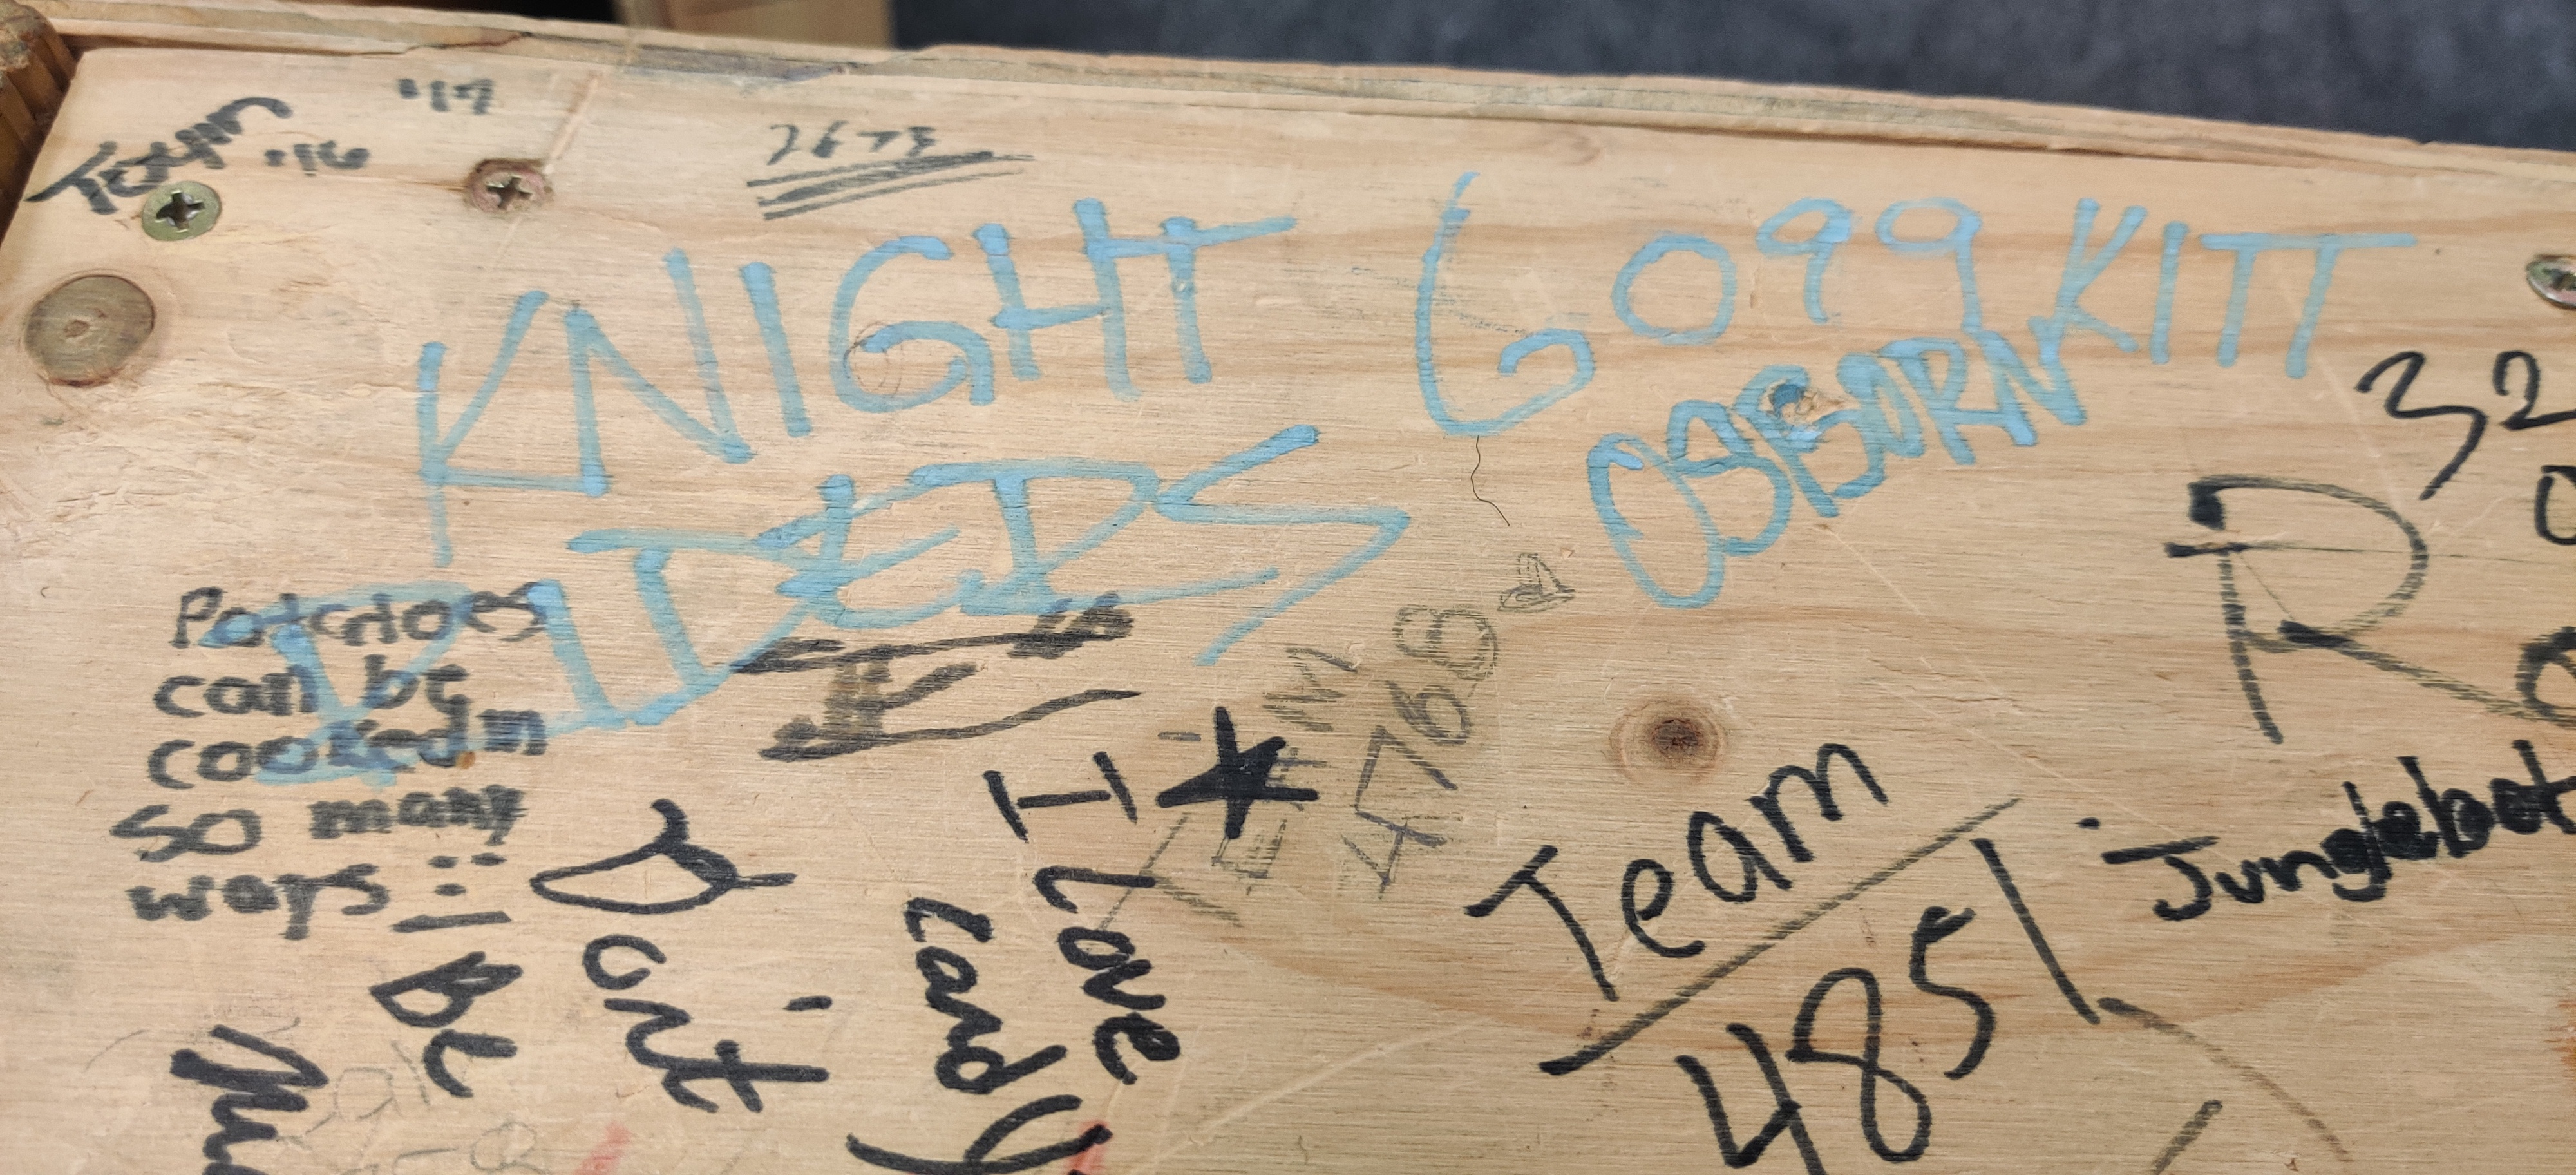 '17
'16
2673
KNIGHT 6099 KITT
RIDERS OSBORN
Potatoes
can be
cooked in
so many
ways!!
Team
4768
Team
4851
Junglebot
32
R
I Love
candy
Don't
Be